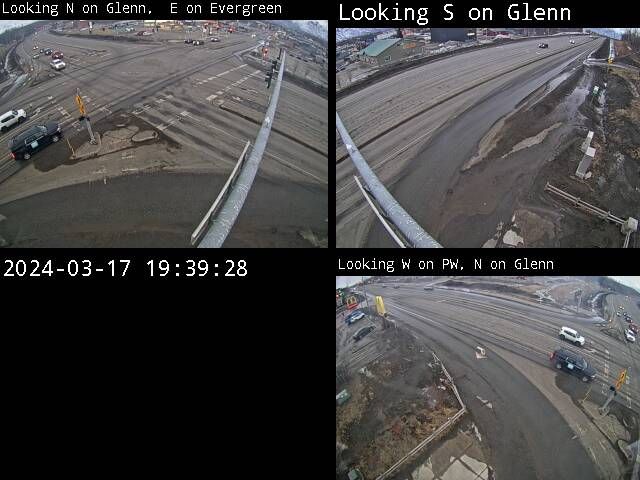 Looking N on Glenn, E on Evergreen
Looking S on Glenn
2024-03-17 19:39:28
Looking W on PW, N on Glenn